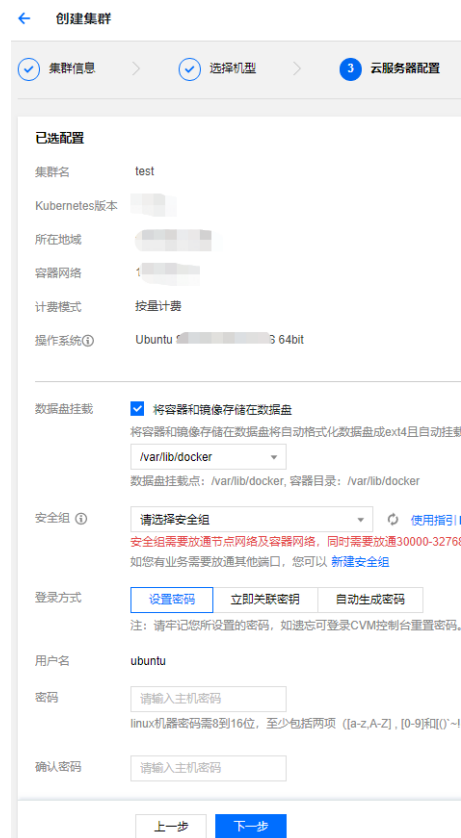 创建集群
集群信息
选择机型
3 云服务器配置
已选配置
集群名 test
Kubernetes版本
所在地域
容器网络
计费模式 按量计费
操作系统 Ubuntu 64bit
数据盘挂载 将容器和镜像存储在数据盘
将容器和镜像存储在数据盘将自动格式化数据盘成ext4且自动挂载
/var/lib/docker
数据盘挂载点：/var/lib/docker, 容器目录：/var/lib/docker
安全组 请选择安全组 使用指引
安全组需要放通节点网络及容器网络，同时需要放通30000-32768
如您有业务需要放通其他端口，您可以 新建安全组
登录方式 设置密码 立即关联密钥 自动生成密码
注：请牢记您所设置的密码，如遗忘可登录CVM控制台重置密码。
用户名 ubuntu
密码 请输入主机密码
linux机器密码需8到16位，至少包括两项（[a-z,A-Z] , [0-9]和[()`~!
确认密码 请输入主机密码
上一步 下一步